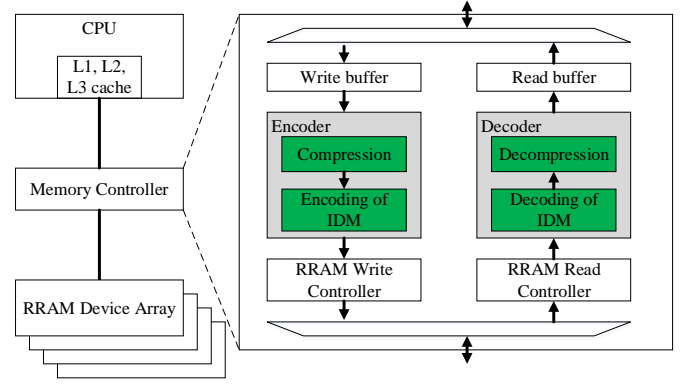 CPU
L1, L2,
L3 cache
Memory Controller
RRAM Device Array
Write buffer
Encoder
Compression
Encoding of
IDM
RRAM Write
Controller
Read buffer
Decoder
Decompression
Decoding of
IDM
RRAM Read
Controller